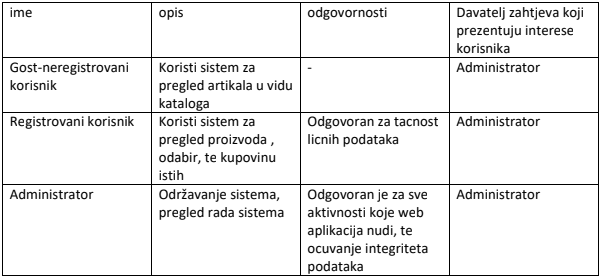 ime
opis
odgovornosti
Davatelj zahtjeva koji
prezentuju interese
korisnika
Gost-neregistrovani
korisnik
Koristi sistem za
pregled artikala u vidu
kataloga
-
Administrator
Registrovani korisnik
Koristi sistem za
pregled proizvoda ,
odabir, te kupovinu
istih
Odgovoran za tacnost
licnih podataka
Administrator
Administrator
Održavanje sistema,
pregled rada sistema
Odgovoran je za sve
aktivnosti koje web
aplikacija nudi, te
ocuvanje integriteta
podataka
Administrator